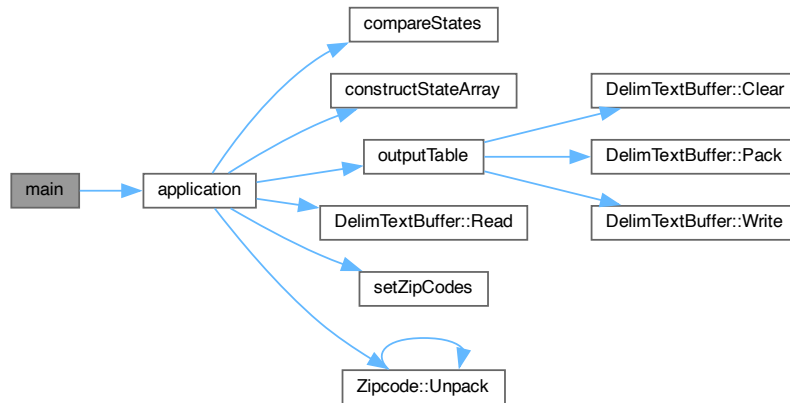 compareStates
constructStateArray
DelimTextBuffer::Clear
outputTable
DelimTextBuffer::Pack
main
application
DelimTextBuffer::Read
DelimTextBuffer::Write
setZipCodes
Zipcode::Unpack